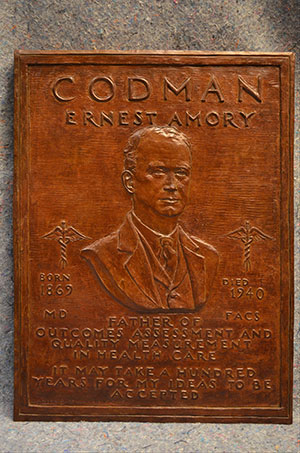 CODMAN
ERNEST AMORY
BORN
1869
DIED
1940
MD
FACS
FATHER OF
OUTCOMES ASSESSMENT AND
QUALITY MEASUREMENT
IN HEALTH CARE
IT MAY TAKE A HUNDRED
YEARS FOR MY IDEAS TO BE
ACCEPTED